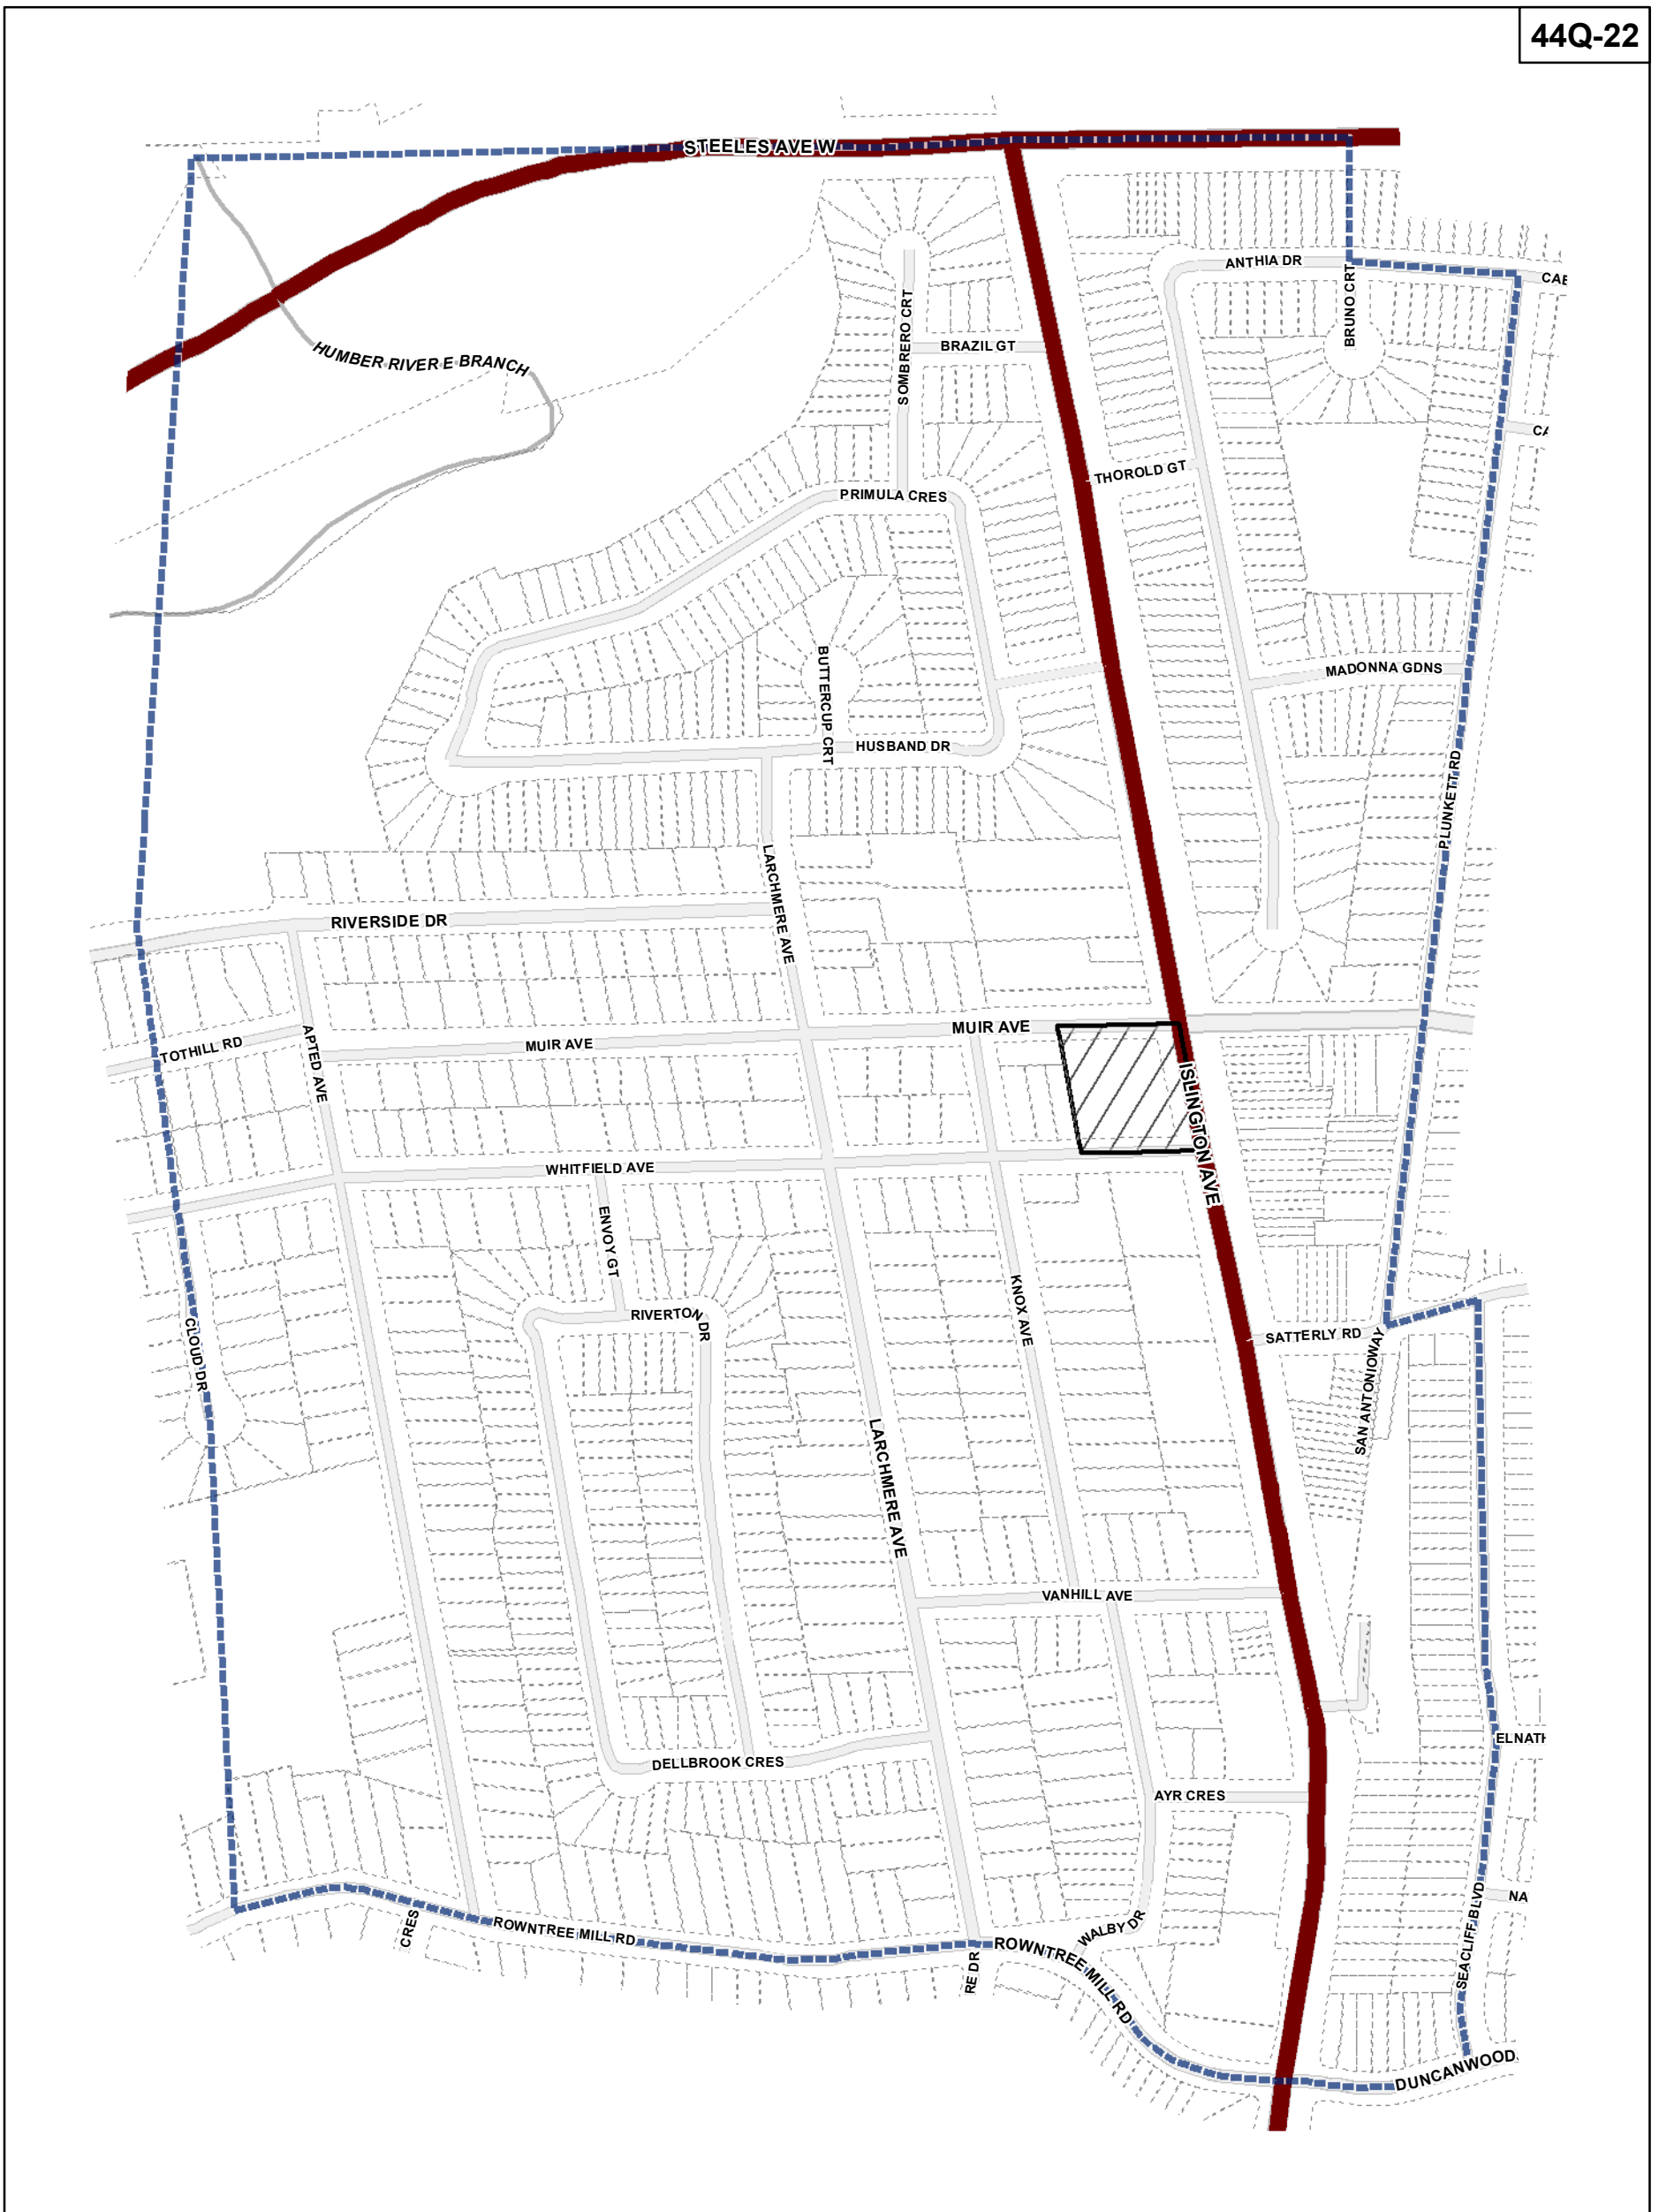 44Q-22
STEELES AVE W
ANTHIA DR
CAB
BRUNO CRT
SOMBRERO CRT
BRAZIL GT
HUMBER RIVER E BRANCH
CA
THOROLD GT
PRIMULA CRES
BUTTERCUP CRT
MADONNA GDNS
HUSBAND DR
PLUNKETT RD
LARCHMERE AVE
RIVERSIDE DR
MUIR AVE
MUIR AVE
TOTHILL RD
APTED AVE
ISLINGTON AVE
WHITFIELD AVE
ENVOY GT
KNOX AVE
RIVERTON DR
SATTERLY RD
CLOUD DR
SAN ANTONIOWAY
LARCHMERE AVE
VANHILL AVE
ELNATH
DELLBROOK CRES
AYR CRES
NA
SEACLIFF BLVD
CRES
ROWNTREE MILL RD
WALBY DR
RE DR
ROWNTREE MILL RD
DUNCANWOOD